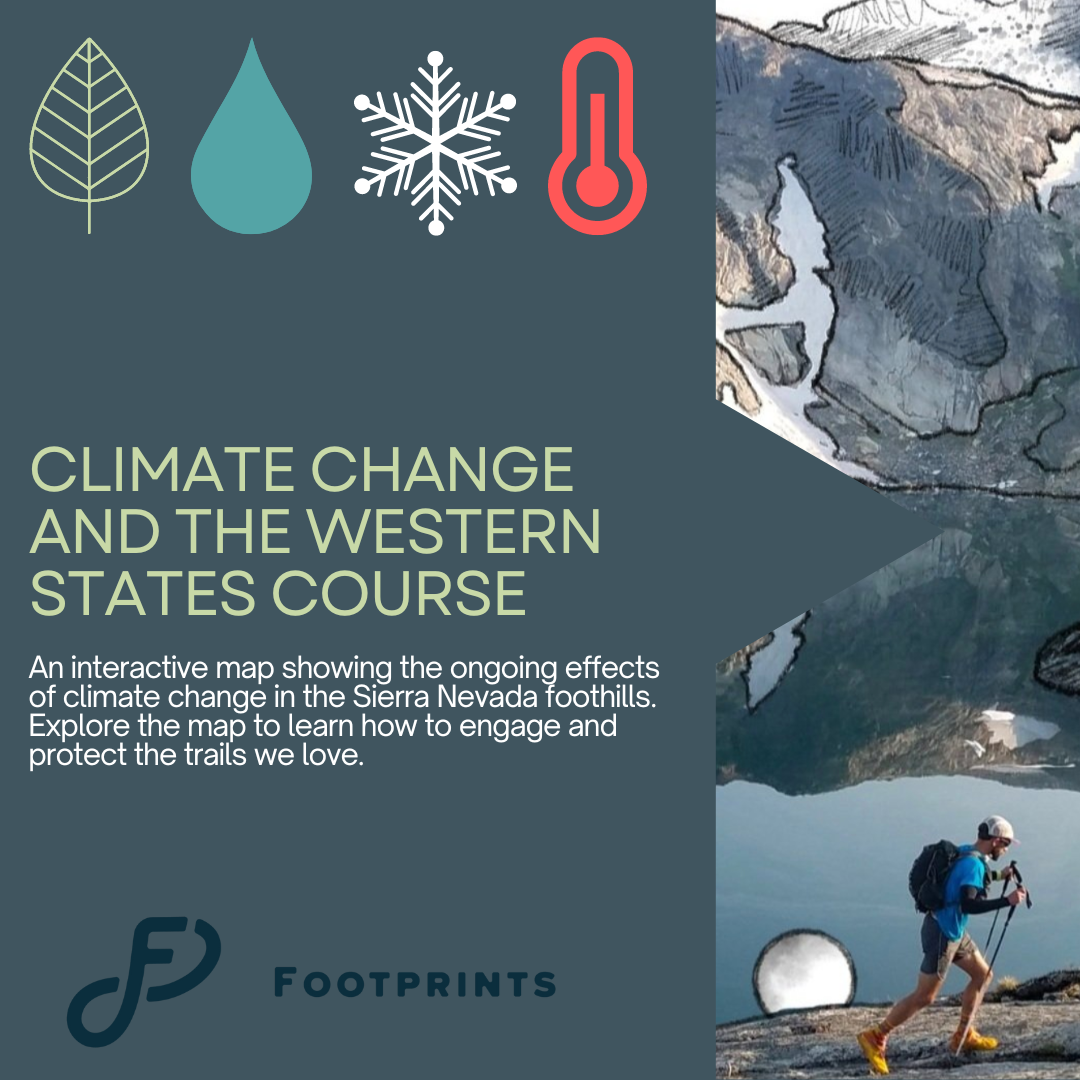 CLIMATE CHANGE
AND THE WESTERN
STATES COURSE
An interactive map showing the ongoing effects
of climate change in the Sierra Nevada foothills.
Explore the map to learn how to engage and
protect the trails we love.
FP FOOTPRINTS